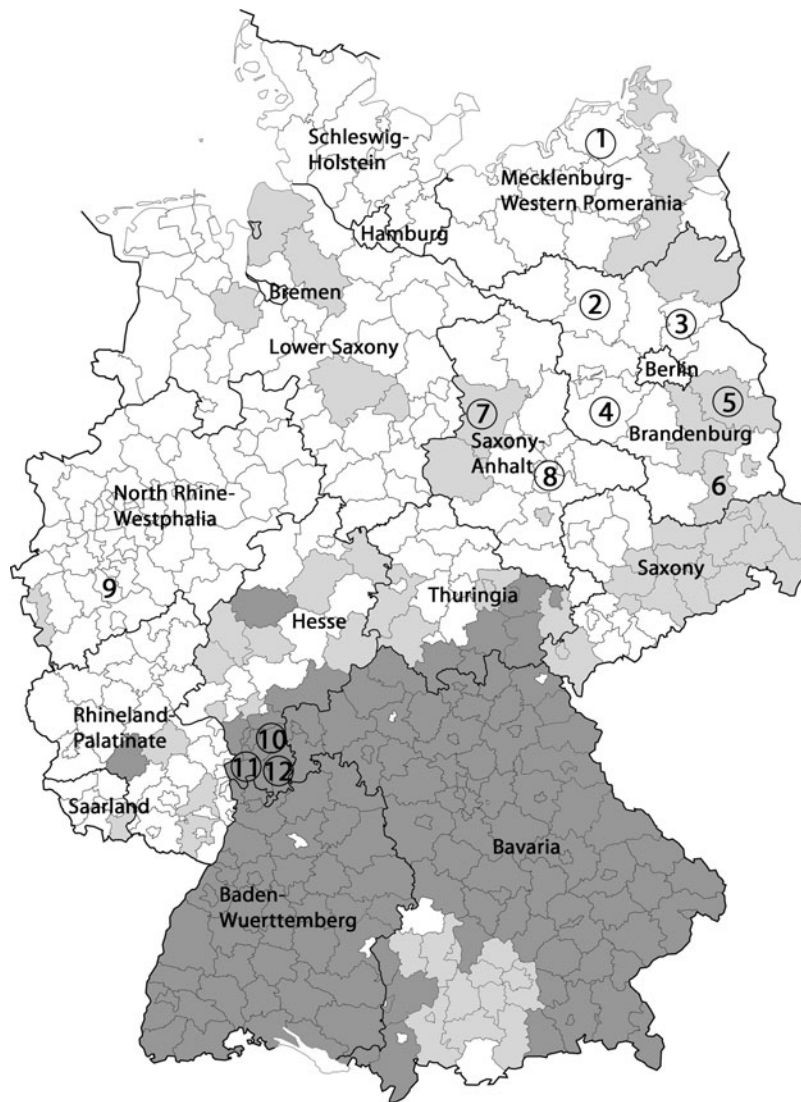 Schleswig-
Holstein
1
Mecklenburg-
Western Pomerania
Hamburg
Bremen
2
3
Lower Saxony
Berlin
4
5
7
Brandenburg
Saxony-
Anhalt
8
6
North Rhine-
Westphalia
9
Saxony
Thuringia
Hesse
Rhineland-
Palatinate
10
11
12
Saarland
Bavaria
Baden-
Wuerttemberg